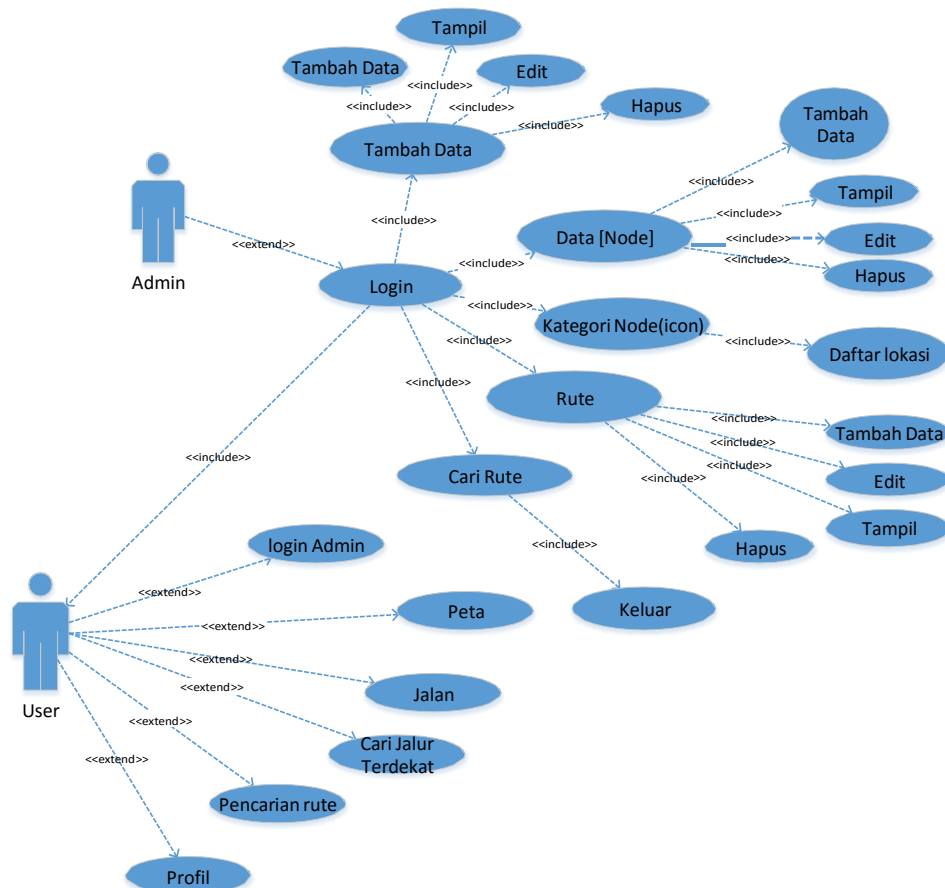 Tampil
Tambah Data
<<include>>
Edit
<<include>>
<<include>>
Hapus
<<include>>
Tambah Data
Tambah
Data
<<include>>
Admin
<<extend>>
<<include>>
Tampil
<<include>>
Data [Node]
<<include>>
Edit
<<include>>
Hapus
<<include>>
Login
<<include>>
<<include>>
Kategori Node(icon)
<<include>>
Daftar lokasi
<<include>>
<<include>>
Rute
<<include>>
Tambah Data
<<include>>
Edit
<<include>>
Tampil
<<include>>
Hapus
<<include>>
Cari Rute
<<include>>
Keluar
User
<<extend>>
login Admin
<<extend>>
Peta
<<extend>>
Jalan
<<extend>>
Cari Jalur
Terdekat
<<extend>>
Pencarian rute
<<extend>>
Profil